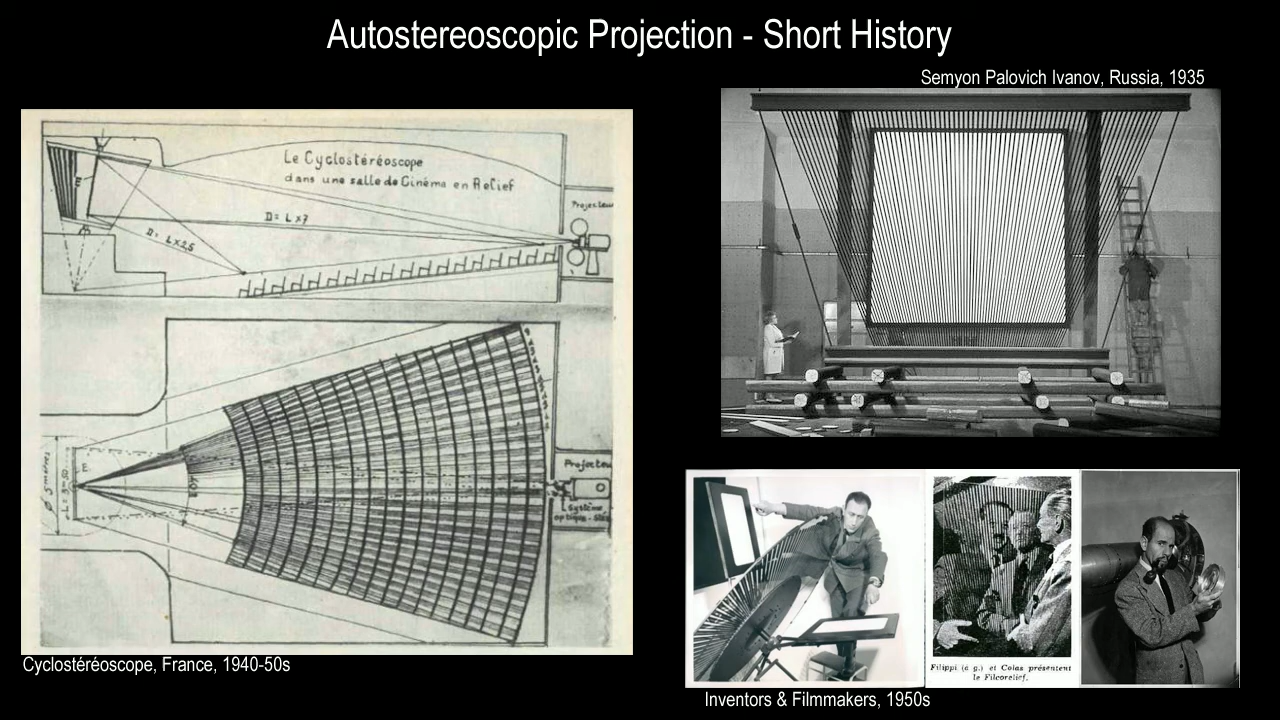 Autostereoscopic Projection - Short History
Semyon Palovich Ivanov, Russia, 1935
Le Cyclostéréoscope
dans une salle de Cinéma en Relief
Projecteur
D = L x 7
D = L x 2,5
E
E
Projecteur
Système
Cyclostéréoscope, France, 1940-50s
Filippi (à g.) et Colas présentent
le Filcorelief.
Inventors & Filmmakers, 1950s